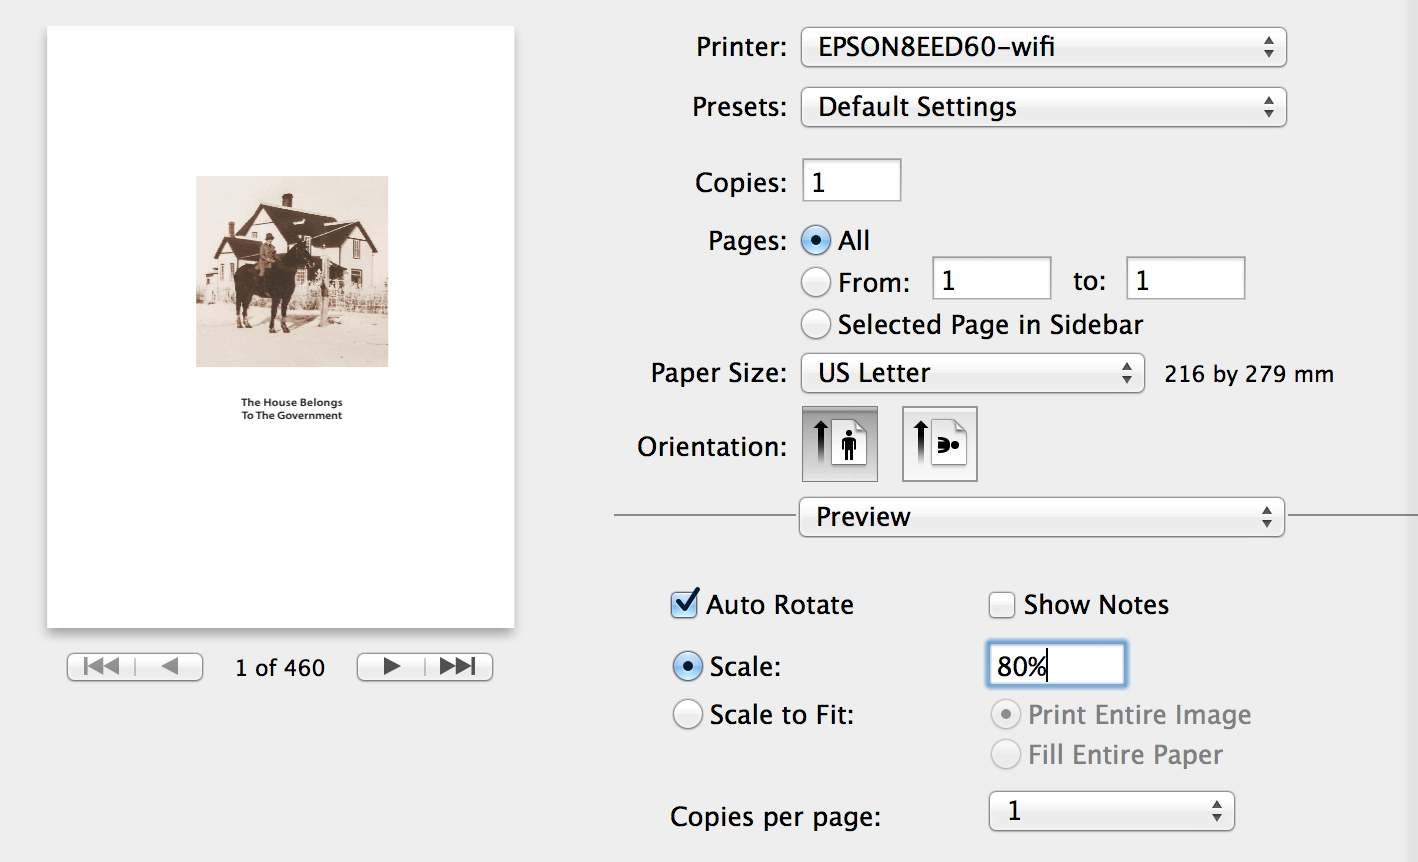 Printer: EPSON8EED60-wifi
Presets: Default Settings
Copies: 1
Pages: All
From: 1 to: 1
Selected Page in Sidebar
Paper Size: US Letter 216 by 279 mm
Orientation:
Preview
The House Belongs
To The Government
1 of 460
Auto Rotate Show Notes
Scale: 80%
Scale to Fit: Print Entire Image
Fill Entire Paper
Copies per page: 1